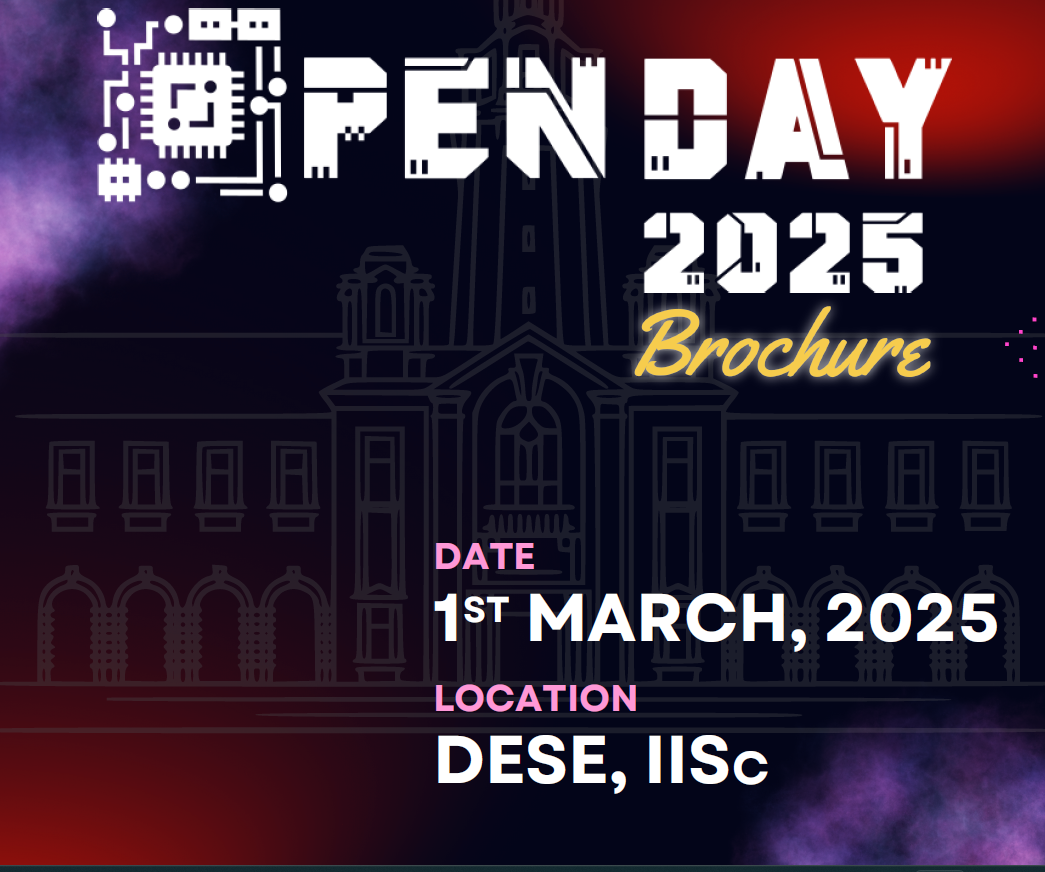 OPEN DAY
2025
Brochure
DATE
1ST MARCH, 2025
LOCATION
DESE, IISc